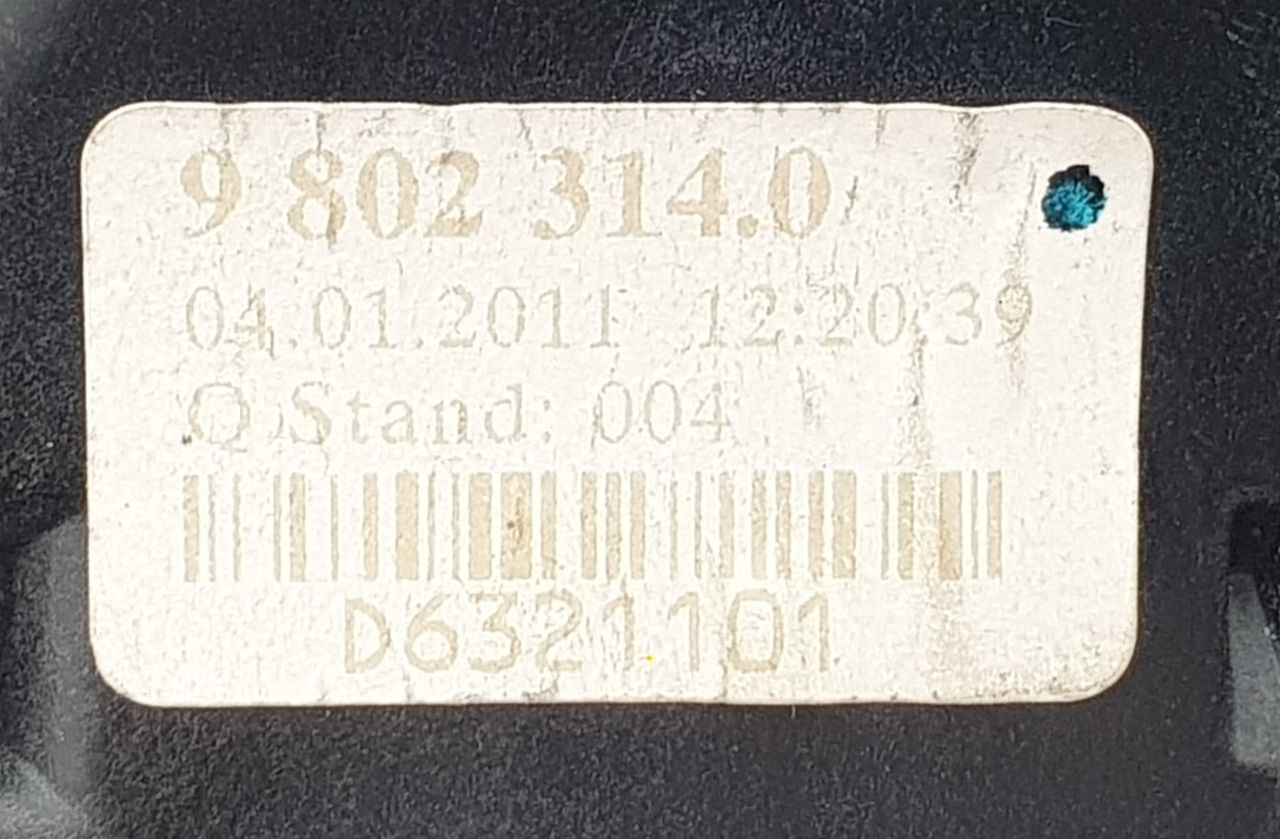 9 802 314.0
04.01.2011 12:20:39
Q Stand: 004
D6321101